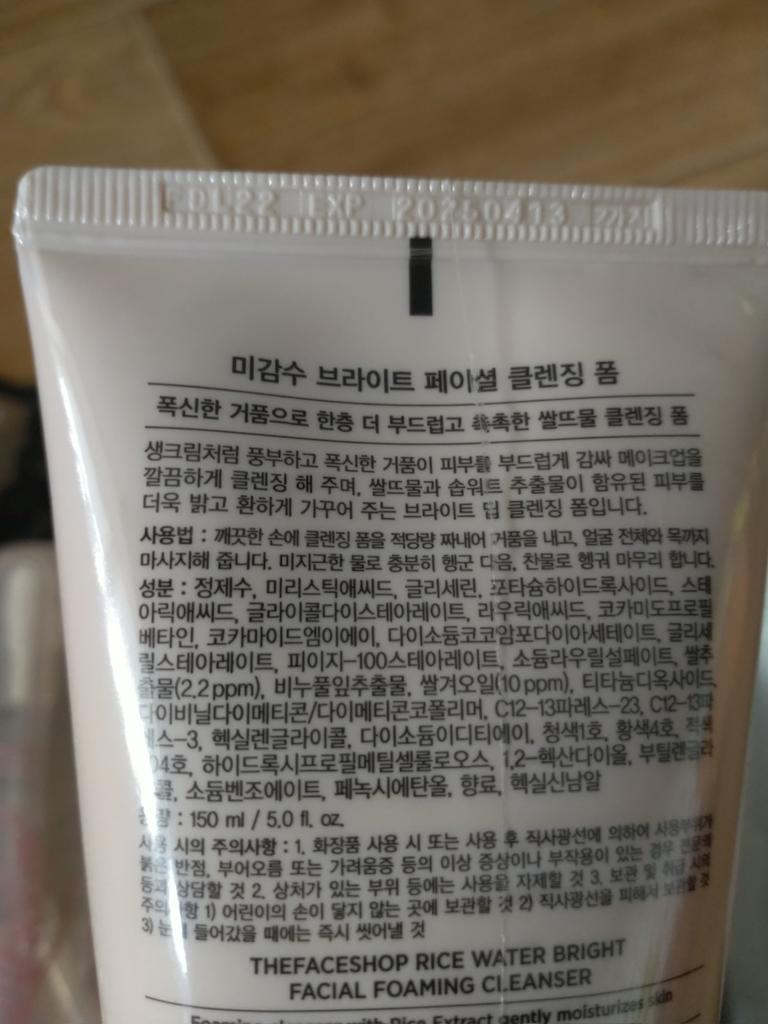 DL22 EXP 20250413 까지
미감수 브라이트 페이셜 클렌징 폼
폭신한 거품으로 한층 더 부드럽고 촉촉한 쌀뜨물 클렌징 폼
생크림처럼 풍부하고 폭신한 거품이 피부를 부드럽게 감싸 메이크업을
깔끔하게 클렌징 해 주며, 쌀뜨물과 솝워트 추출물이 함유된 피부를
더욱 밝고 환하게 가꾸어 주는 브라이트 딥 클렌징 폼입니다.
사용법 : 깨끗한 손에 클렌징 폼을 적당량 짜내어 거품을 내고, 얼굴 전체와 목까지
마사지해 줍니다. 미지근한 물로 충분히 헹군 다음, 찬물로 헹궈 마무리 합니다.
성분 : 정제수, 미리스틱애씨드, 글리세린, 포타슘하이드록사이드, 스테
아릭애씨드, 글라이콜다이스테아레이트, 라우릭애씨드, 코카미도프로필
베타인, 코카마이드엠이에이, 다이소듐코코암포다이아세테이트, 글리세
릴스테아레이트, 피이지-100스테아레이트, 소듐라우릴설페이트, 쌀추
출물(2.2 ppm), 비누풀잎추출물, 쌀겨오일(10 ppm), 티타늄디옥사이드,
다이비닐다이메티콘/다이메티콘코폴리머, C12-13파레스-23, C12-13파
레스-3, 헥실렌글라이콜, 다이소듐이디티에이, 청색1호, 황색4호, 적색
04호, 하이드록시프로필메틸셀룰로오스, 1,2-헥산다이올, 부틸렌글라
콜, 소듐벤조에이트, 페녹시에탄올, 향료, 헥실신남알
용량 : 150 ml / 5.0 fl. oz.
사용 시의 주의사항 : 1. 화장품 사용 시 또는 사용 후 직사광선에 의하여 사용부위가
붉은 반점, 부어오름 또는 가려움증 등의 이상 증상이나 부작용이 있는 경우 전문의
등과 상담할 것 2. 상처가 있는 부위 등에는 사용을 자제할 것 3. 보관 및 취급 시의
주의사항 1) 어린이의 손이 닿지 않는 곳에 보관할 것 2) 직사광선을 피해서 보관할 것
3) 눈에 들어갔을 때에는 즉시 씻어낼 것
THEFACESHOP RICE WATER BRIGHT
FACIAL FOAMING CLEANSER
Foaming cleanser with Rice Extract gently moisturizes skin